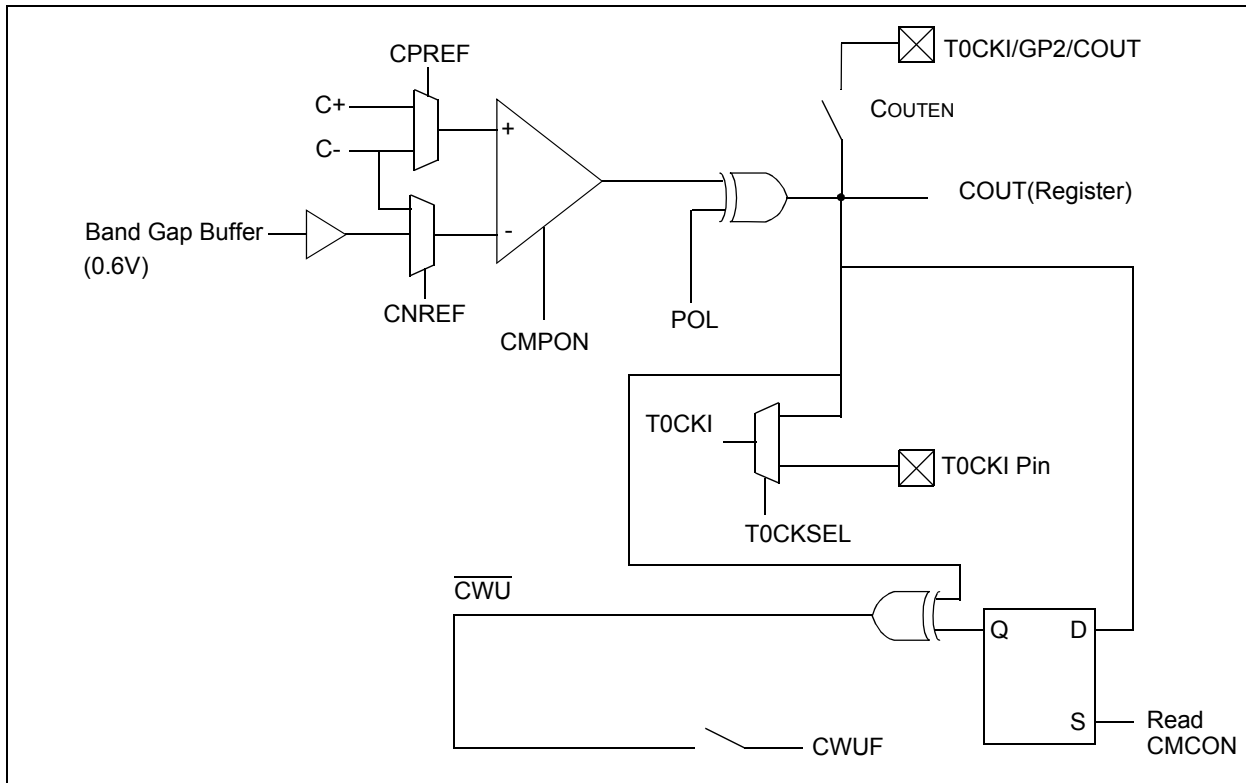 CPREF
T0CKI/GP2/COUT
C+
C-
+
COUTEN
COUT(Register)
Band Gap Buffer
(0.6V)
-
CNREF
CMPON
POL
T0CKI
T0CKI Pin
T0CKSEL
CWU
Q
D
S
Read
CMCON
CWUF